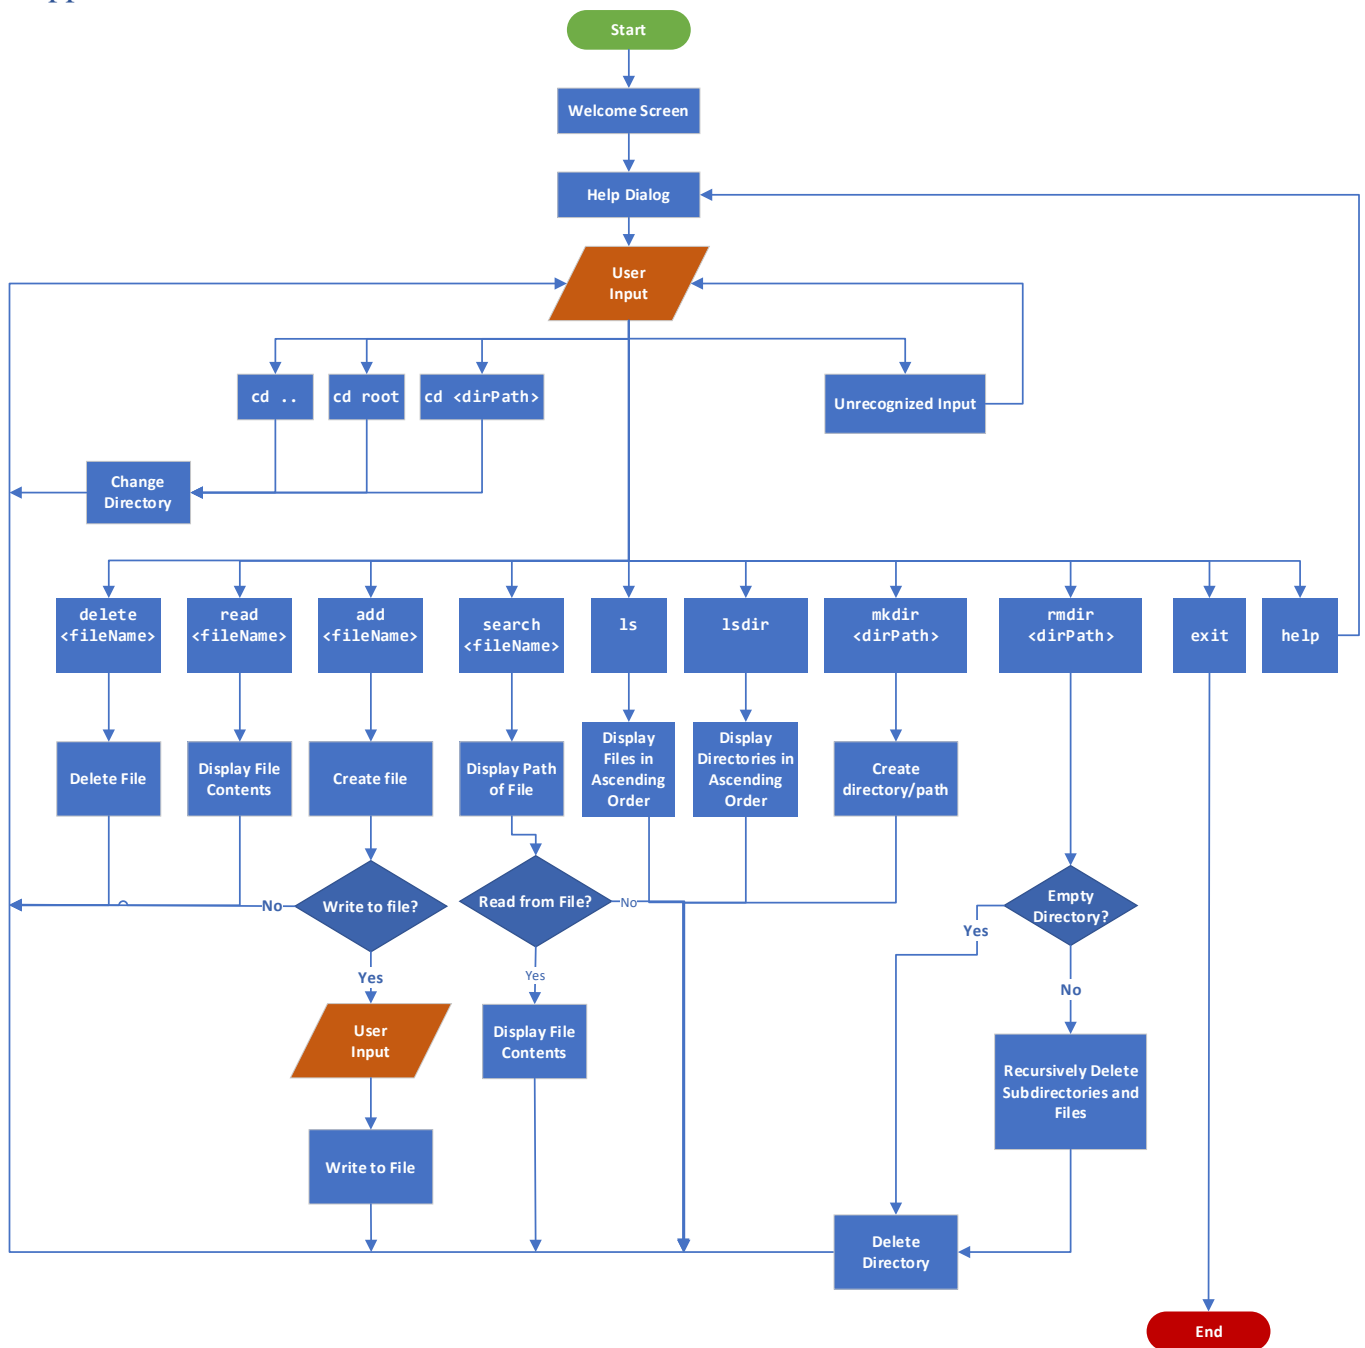 Start
Welcome Screen
Help Dialog
User
Input
cd ..
cd root
cd <dirPath>
Unrecognized Input
Change
Directory
delete
<fileName>
read
<fileName>
add
<fileName>
search
<fileName>
ls
lsdir
mkdir
<dirPath>
rmdir
<dirPath>
exit
help
Delete File
Display File
Contents
Create file
Display Path
of File
Display
Files in
Ascending
Order
Display
Directories in
Ascending
Order
Create
directory/path
No
Write to file?
Read from File?
No
Empty
Directory?
Yes
Yes
Yes
No
User
Input
Display File
Contents
Recursively Delete
Subdirectories and
Files
Write to File
Delete
Directory
End